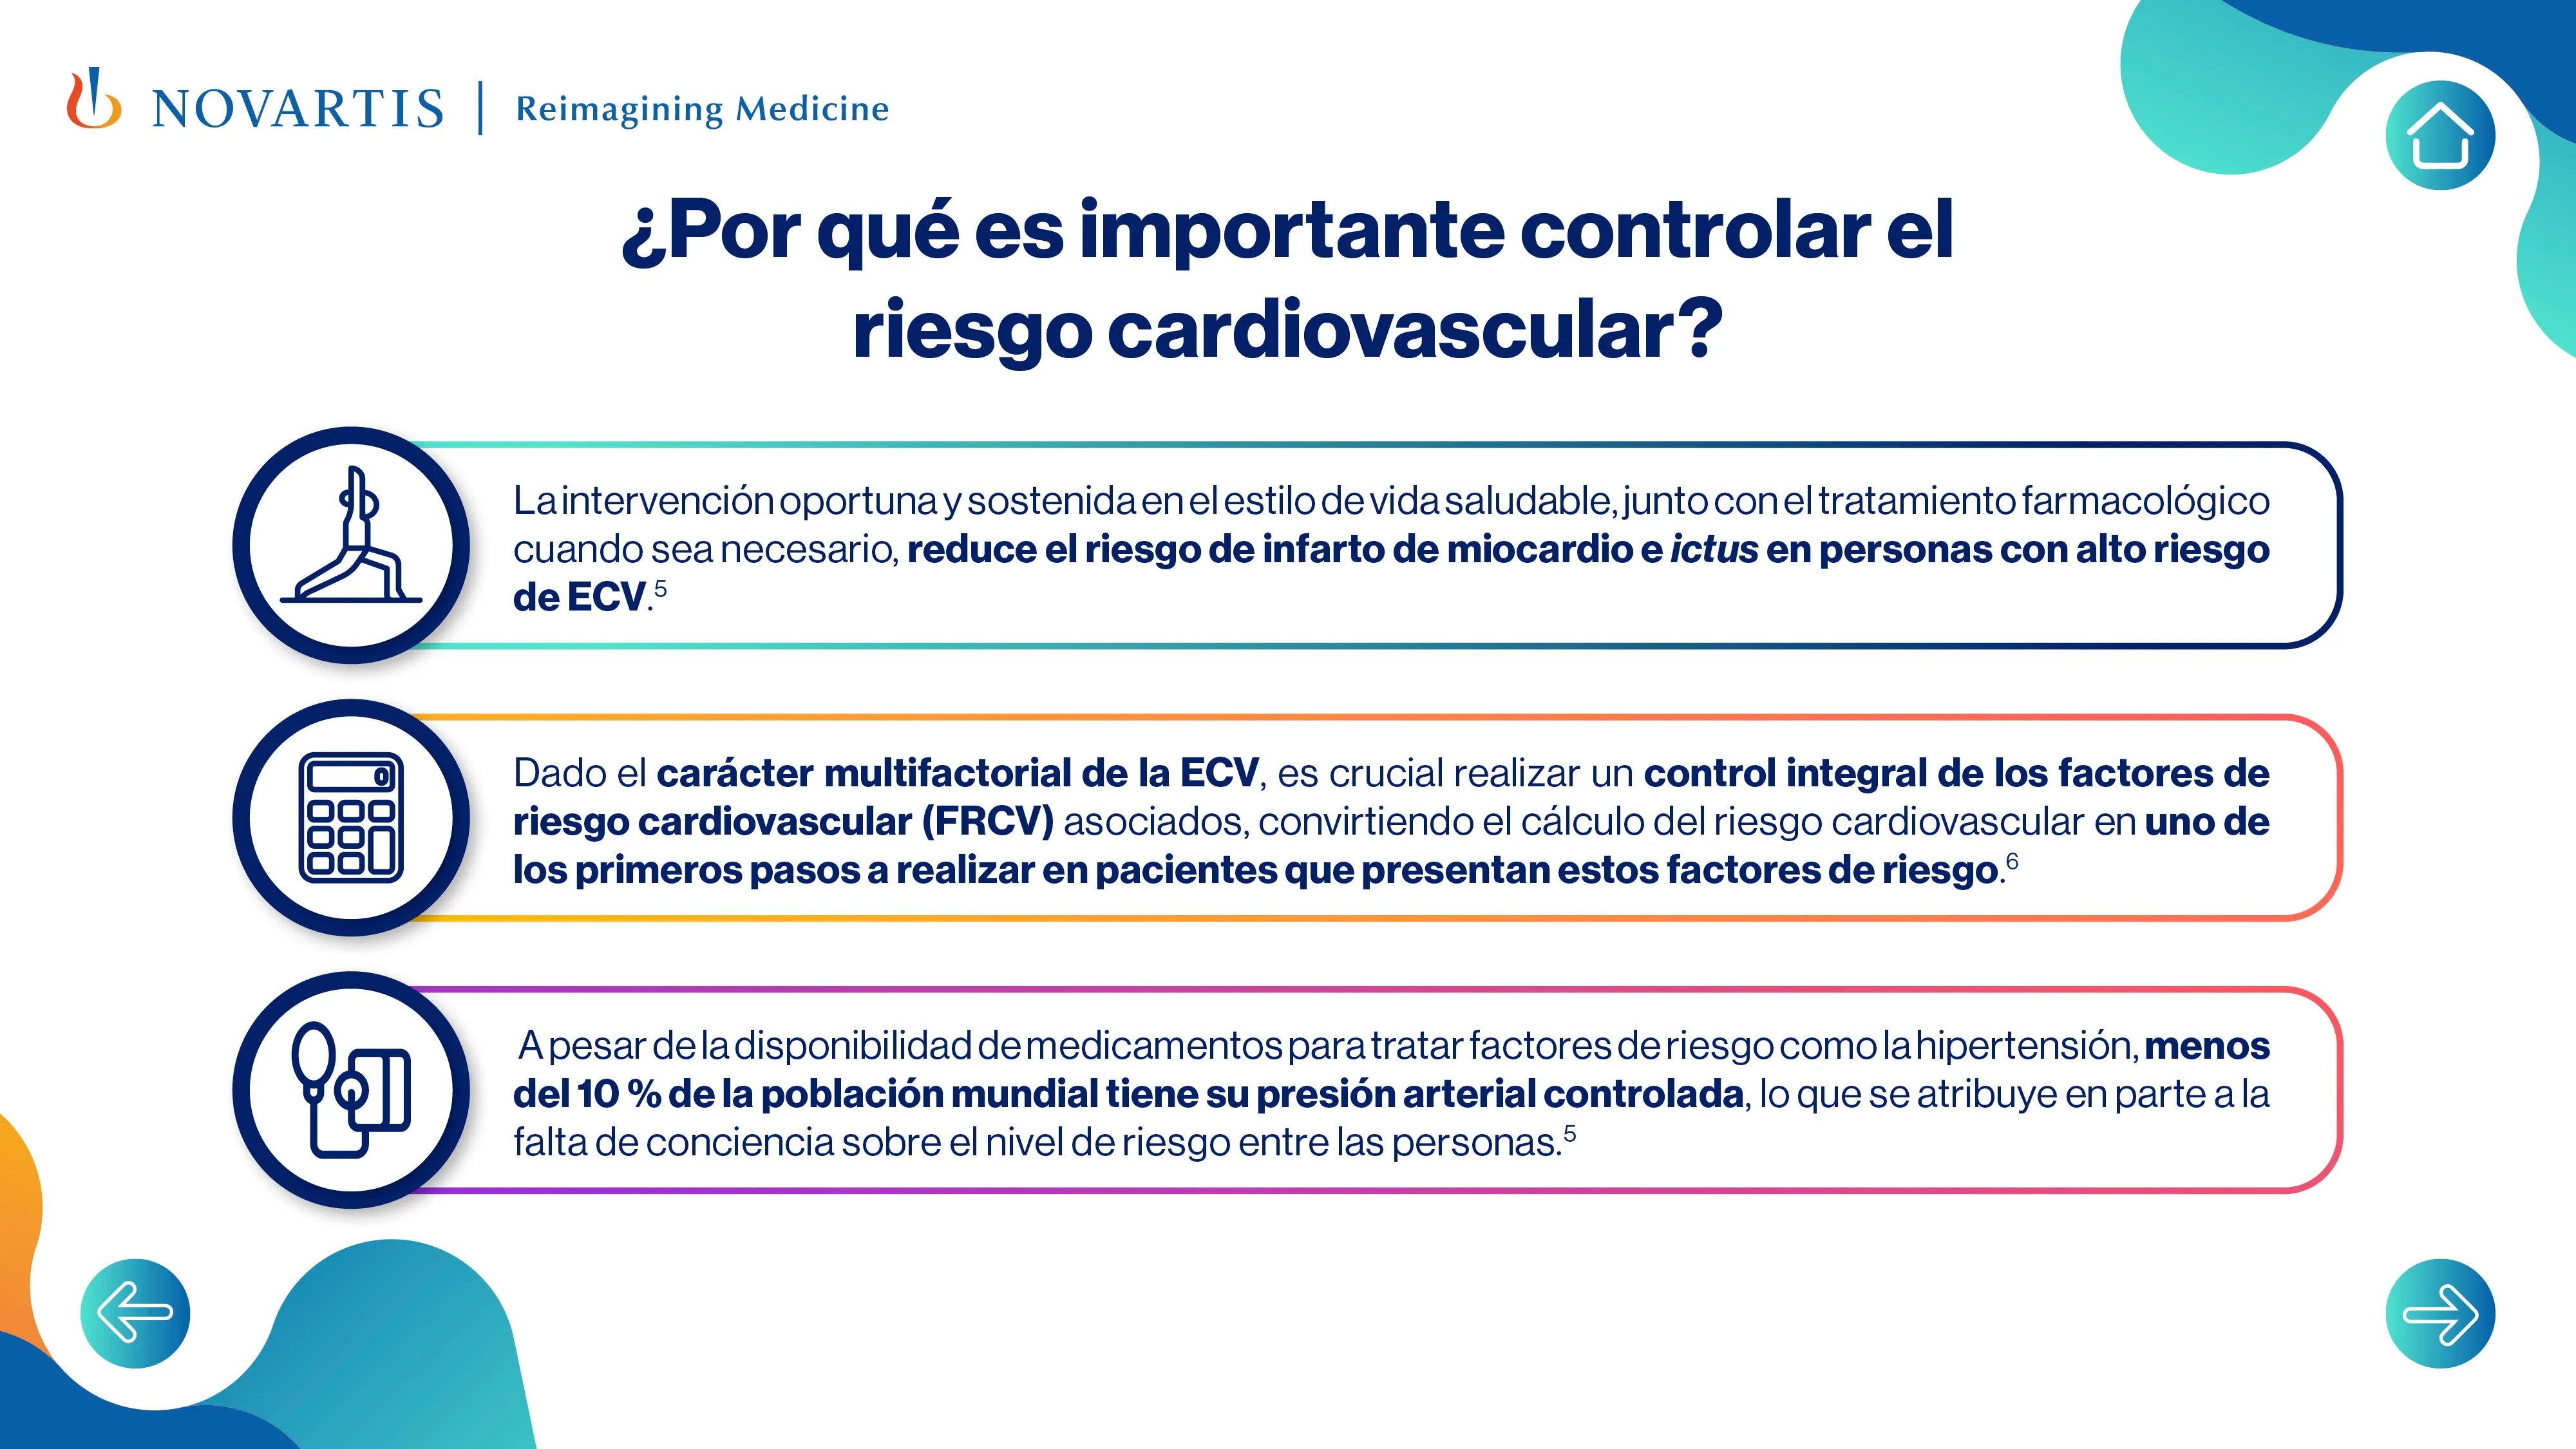 NOVARTIS | Reimagining Medicine
¿Por qué es importante controlar el
riesgo cardiovascular?
La intervención oportuna y sostenida en el estilo de vida saludable, junto con el tratamiento farmacológico
cuando sea necesario, reduce el riesgo de infarto de miocardio e ictus en personas con alto riesgo
de ECV.⁵
Dado el carácter multifactorial de la ECV, es crucial realizar un control integral de los factores de
riesgo cardiovascular (FRCV) asociados, convirtiendo el cálculo del riesgo cardiovascular en uno de
los primeros pasos a realizar en pacientes que presentan estos factores de riesgo.⁶
A pesar de la disponibilidad de medicamentos para tratar factores de riesgo como la hipertensión, menos
del 10 % de la población mundial tiene su presión arterial controlada, lo que se atribuye en parte a la
falta de conciencia sobre el nivel de riesgo entre las personas.⁵